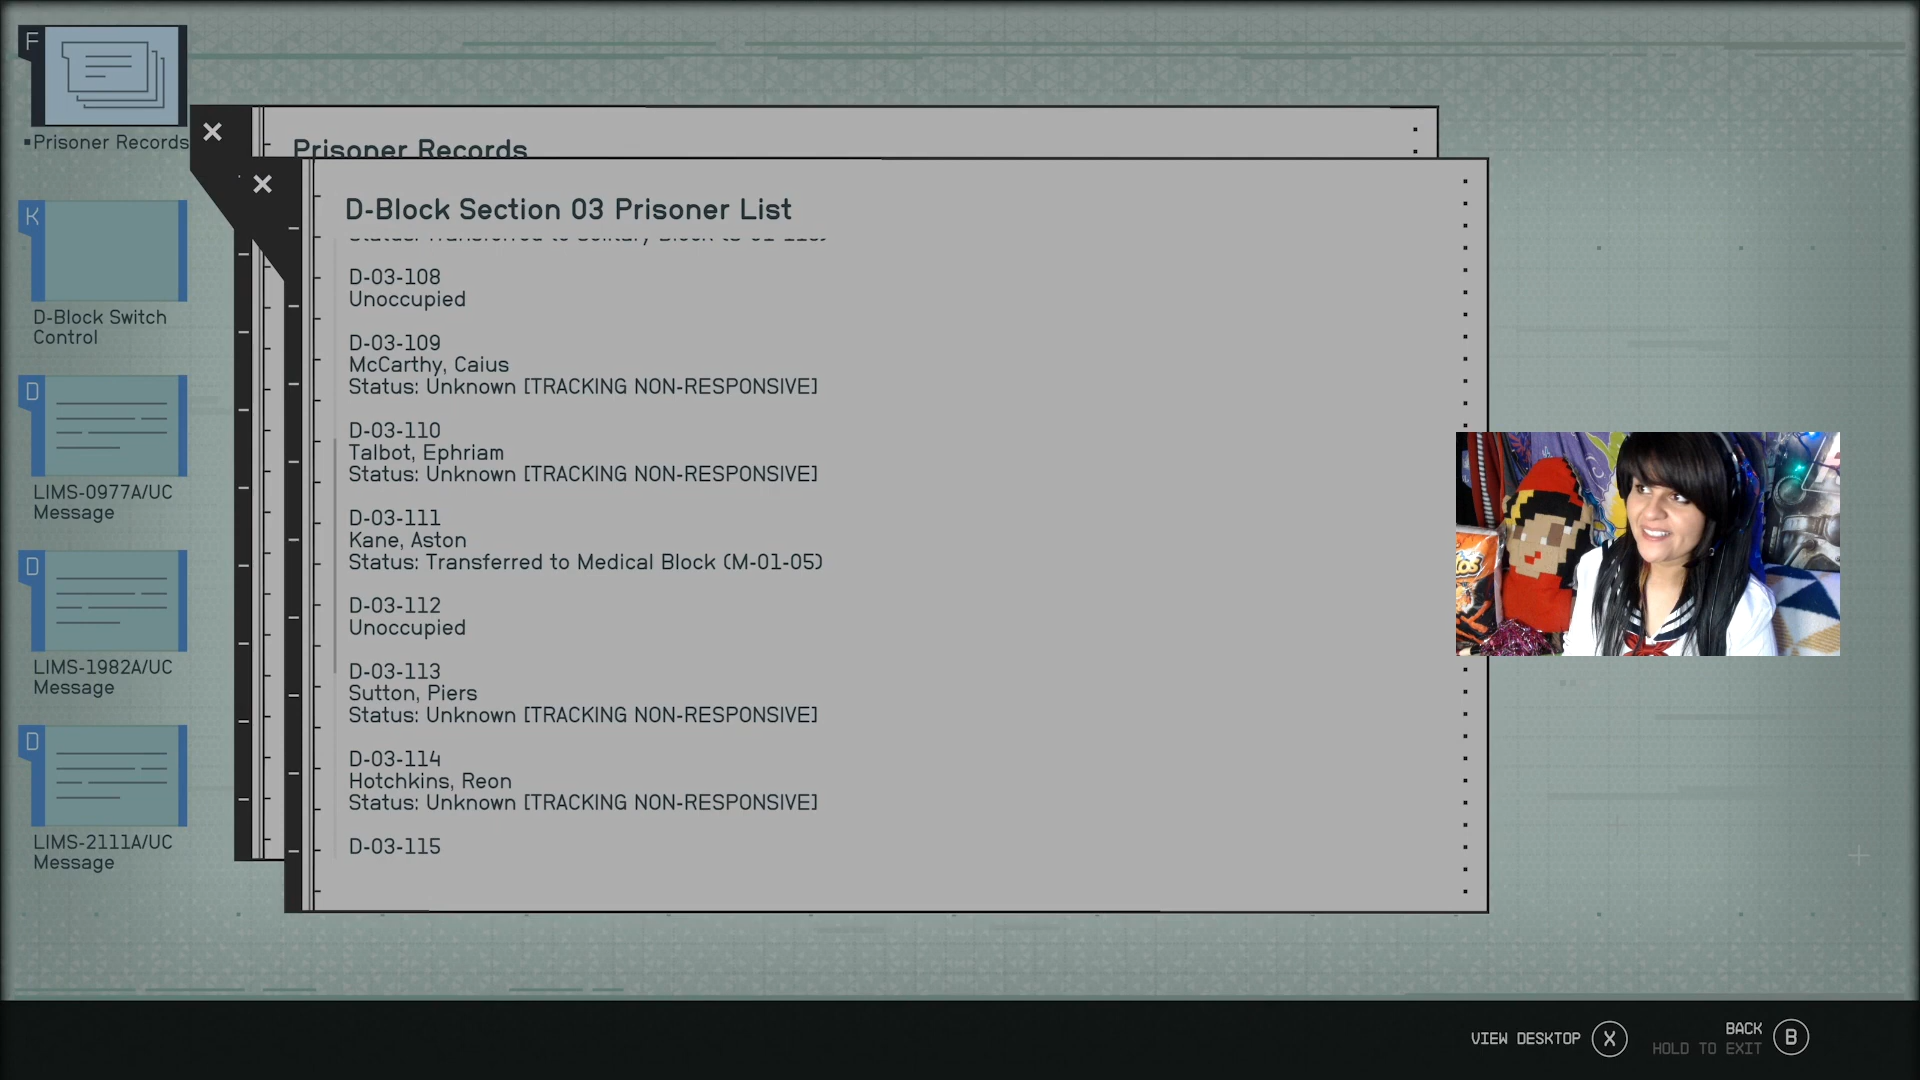 F
Prisoner Records
K
D-Block Switch
Control
D
LIMS-0977A/UC
Message
D
LIMS-1982A/UC
Message
D
LIMS-2111A/UC
Message
Prisoner Records
D-Block Section 03 Prisoner List
D-03-108
Unoccupied
D-03-109
McCarthy, Caius
Status: Unknown [TRACKING NON-RESPONSIVE]
D-03-110
Talbot, Ephriam
Status: Unknown [TRACKING NON-RESPONSIVE]
D-03-111
Kane, Aston
Status: Transferred to Medical Block (M-01-05)
D-03-112
Unoccupied
D-03-113
Sutton, Piers
Status: Unknown [TRACKING NON-RESPONSIVE]
D-03-114
Hotchkins, Reon
Status: Unknown [TRACKING NON-RESPONSIVE]
D-03-115
VIEW DESKTOP X
BACK B
HOLD TO EXIT